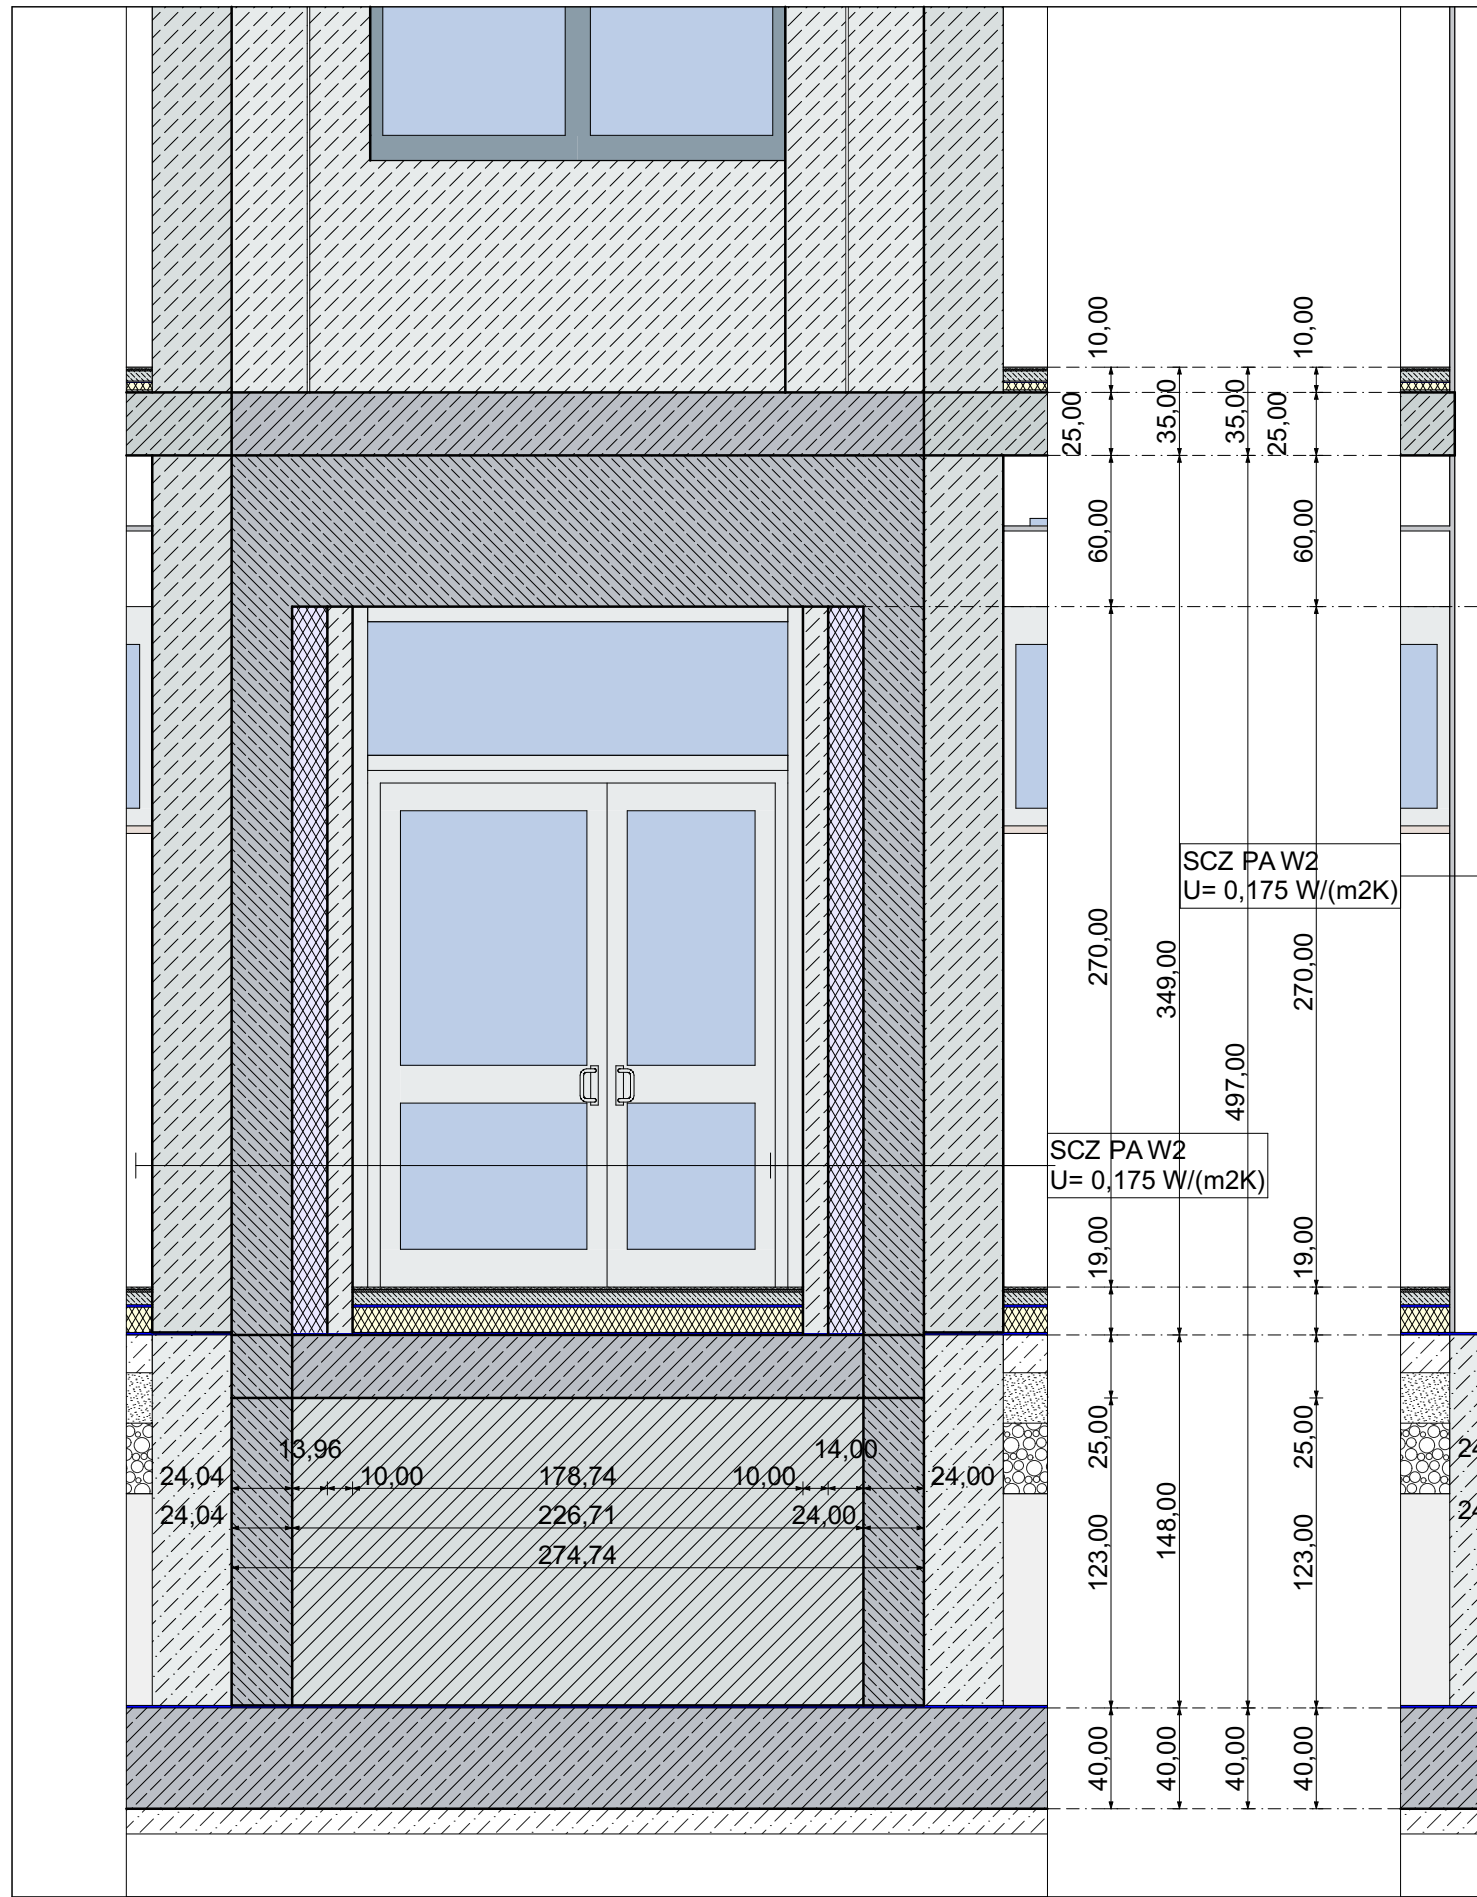 10,00 10,00
25,00 35,00 35,00 25,00
60,00 60,00
SCZ PA W2
U= 0,175 W/(m2K)
270,00 349,00 270,00
497,00
SCZ PA W2
U= 0,175 W/(m2K)
19,00 19,00
13,96 14,00 25,00 25,00
24,04 10,00 178,74 10,00 24,00
24,04 226,71 24,00
274,74 123,00 148,00 123,00
40,00 40,00 40,00 40,00